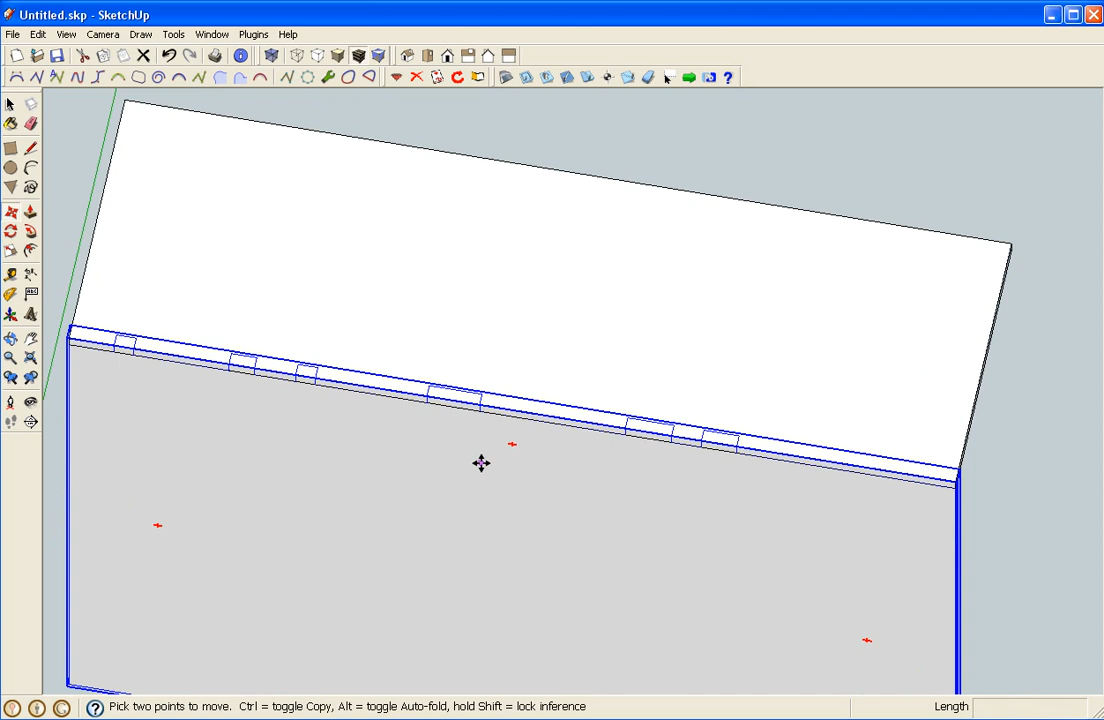 Untitled.skp - SketchUp
File Edit View Camera Draw Tools Window Plugins Help
Pick two points to move. Ctrl = toggle Copy, Alt = toggle Auto-fold, hold Shift = lock inference
Length